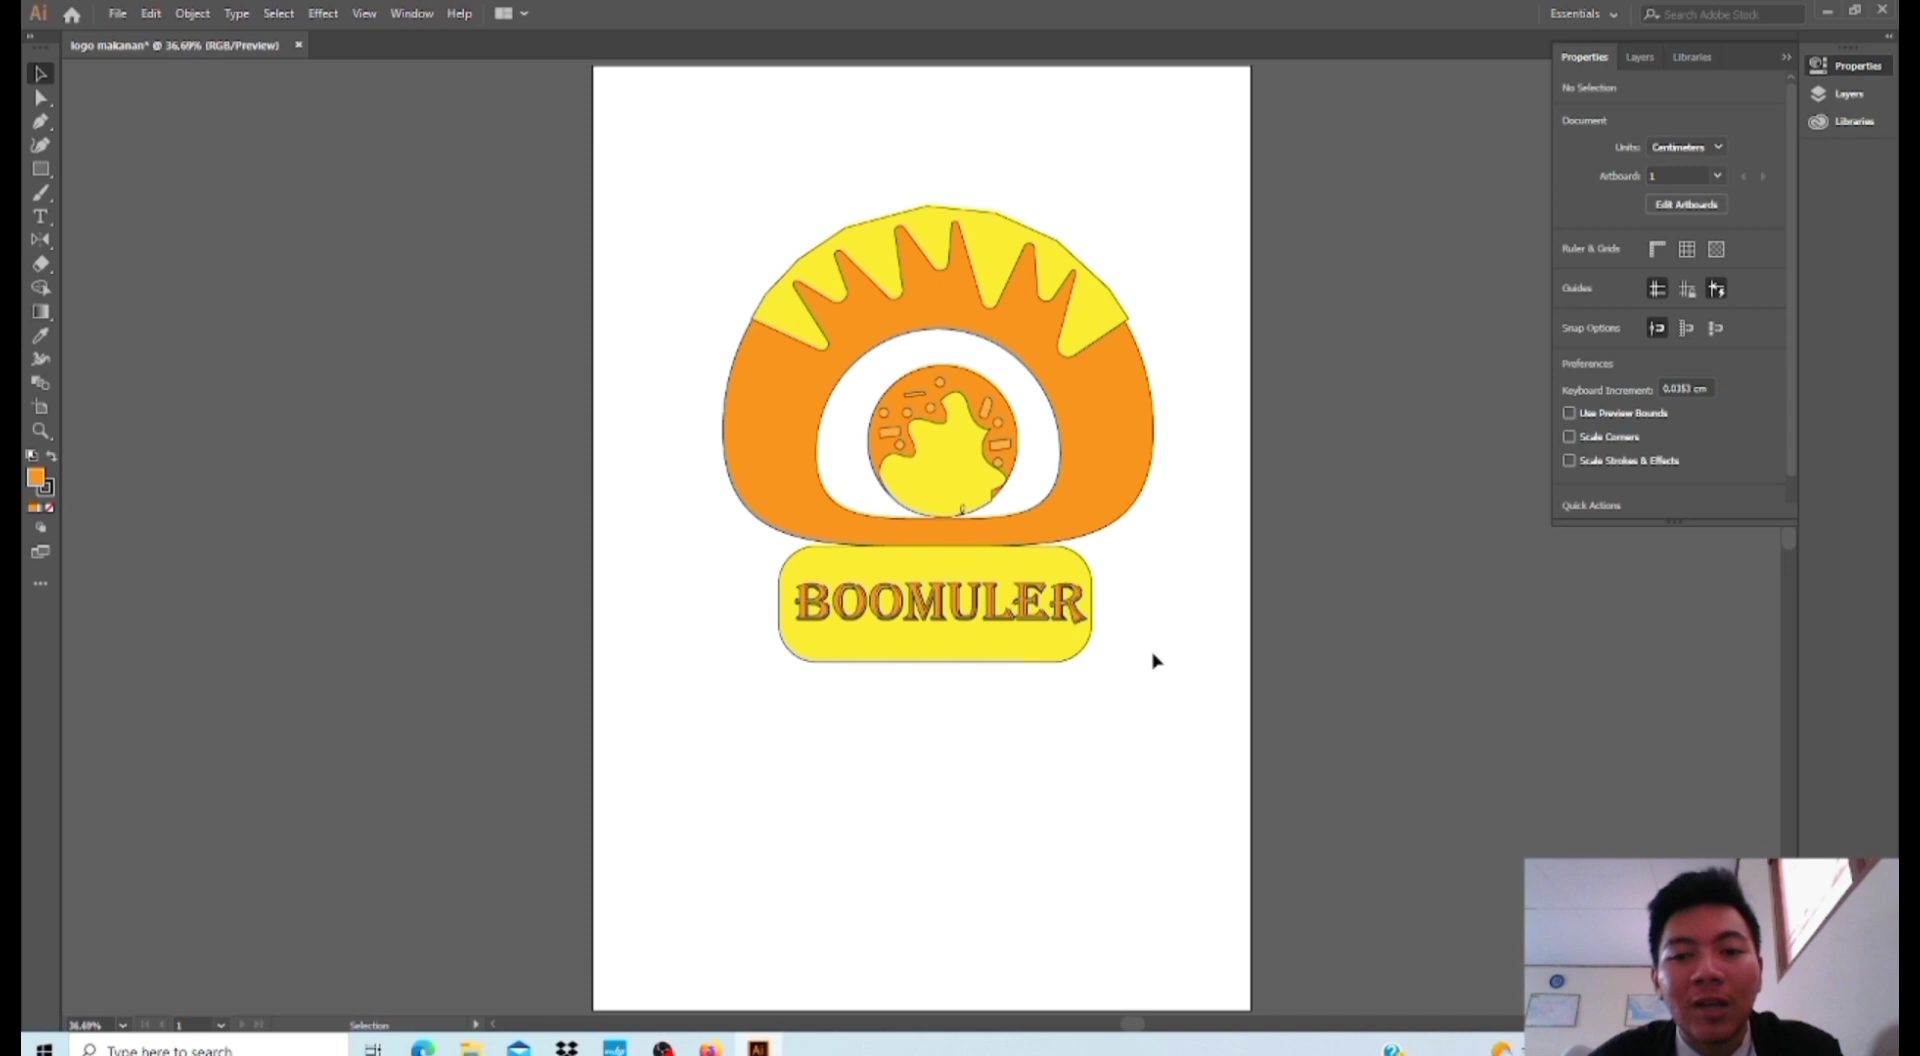 Ai File Edit Object Type Select Effect View Window Help Essentials Search Adobe Stock
logo makanan* @ 36,69% (RGB/Preview)
Properties Layers Libraries
No Selection
Document
Units: Centimeters
Artboard: 1
Edit Artboards
Ruler & Grids
Guides
Snap Options
Preferences
Keyboard Increment: 0.0353 cm
Use Preview Bounds
Scale Corners
Scale Strokes & Effects
Quick Actions
Properties
Layers
Libraries
BOOMULER
36.69% 1 Selection
Type here to search
Ai